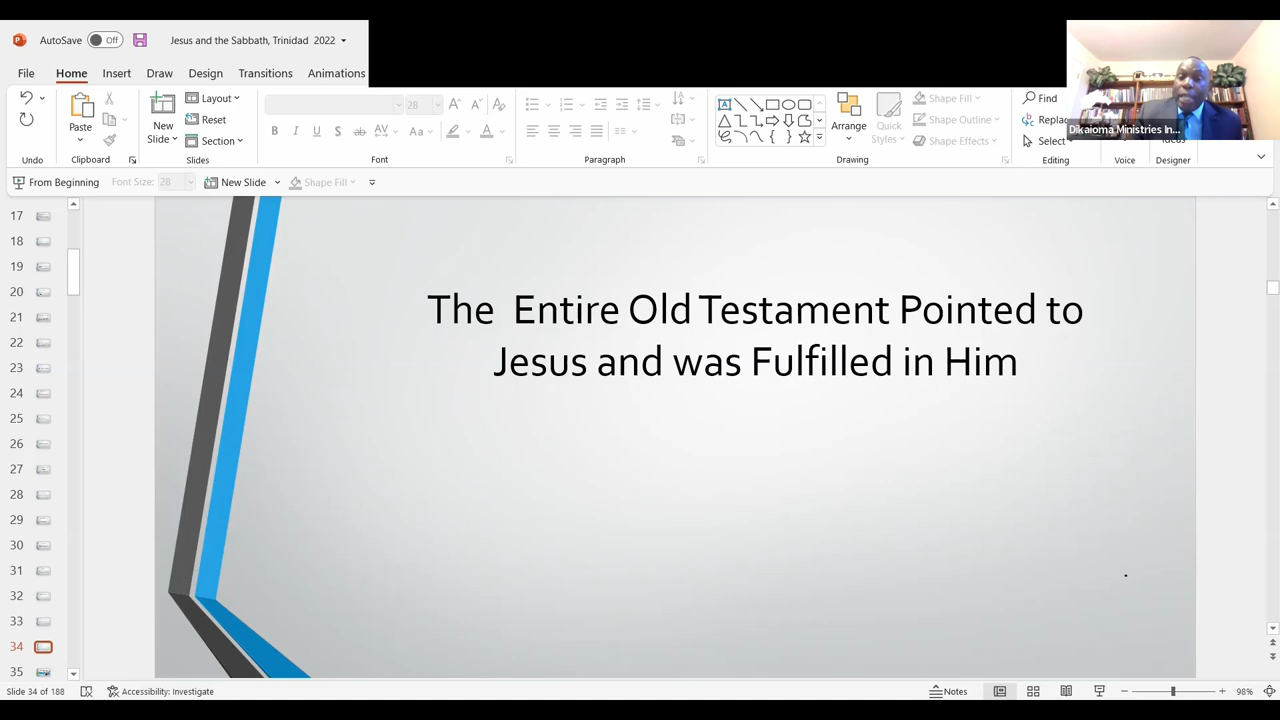 AutoSave Off Jesus and the Sabbath, Trinidad 2022
File Home Insert Draw Design Transitions Animations
Undo
Paste
Clipboard
New Slide
Layout
Reset
Section
Slides
28
B I U S ab AV Aa A
Font
Paragraph
Arrange
Quick Styles
Shape Fill
Shape Outline
Shape Effects
Drawing
Find
Select
Editing
Voice
Designer
Dikaioma Ministries In...
From Beginning Font Size: 28 New Slide Shape Fill
17
18
19
20
21
22
23
24
25
26
27
28
29
30
31
32
33
34
35
The Entire Old Testament Pointed to
Jesus and was Fulfilled in Him
Slide 34 of 188 Accessibility: Investigate Notes 98%